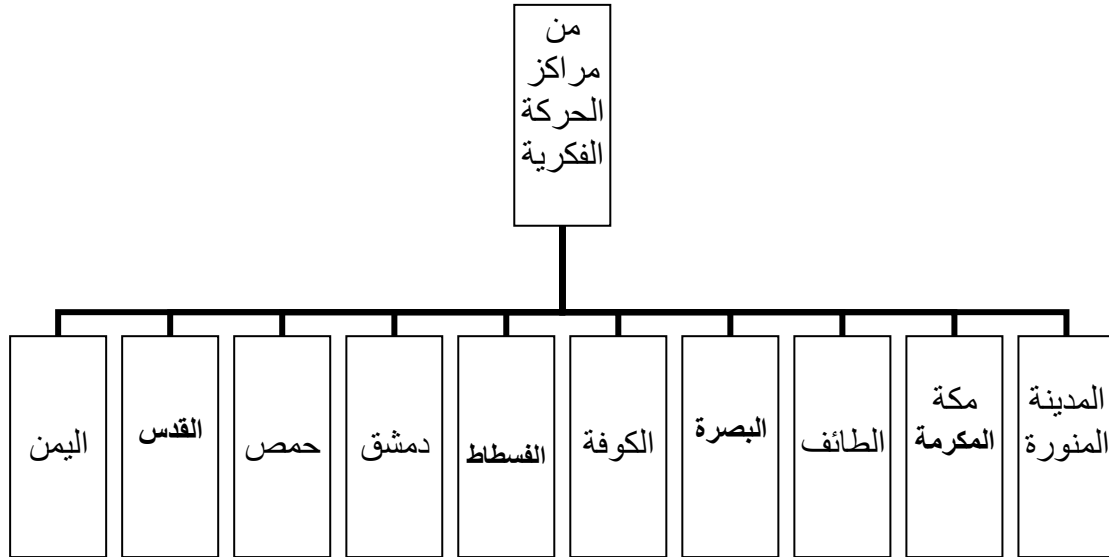 من
مراكز
الحركة
الفكرية
المدينة
المنورة
مكة
المكرمة
الطائف
البصرة
الكوفة
الفسطاط
دمشق
حمص
القدس
اليمن